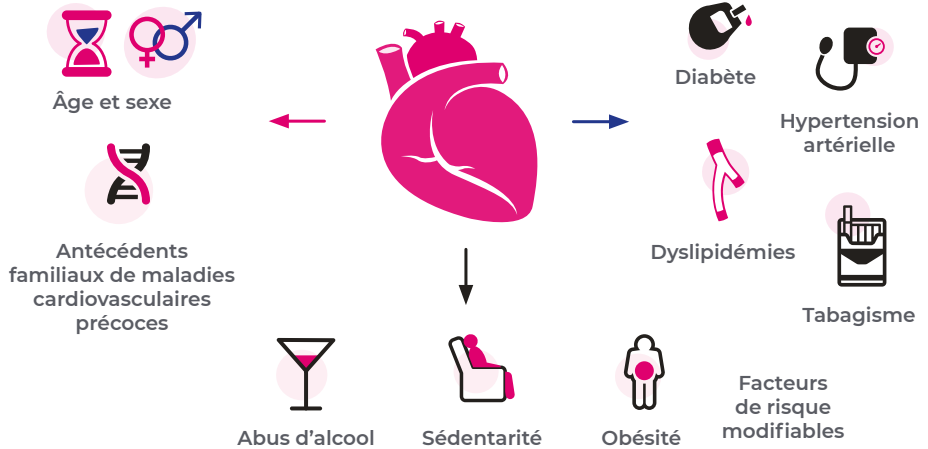 Âge et sexe
Antécédents
familiaux de maladies
cardiovasculaires
précoces
Diabète
Hypertension
artérielle
Dyslipidémies
Tabagisme
Abus d'alcool
Sédentarité
Obésité
Facteurs
de risque
modifiables